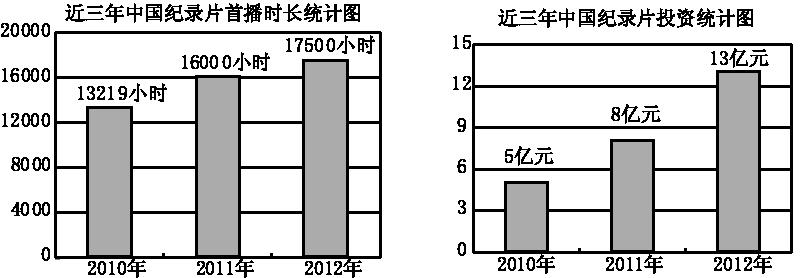 近三年中国纪录片首播时长统计图
20000
16000
12000
8000
4000
0
13219小时
16000小时
17500小时
2010年 2011年 2012年
近三年中国纪录片投资统计图
15
12
9
6
3
0
5亿元
8亿元
13亿元
2010年 2011年 2012年